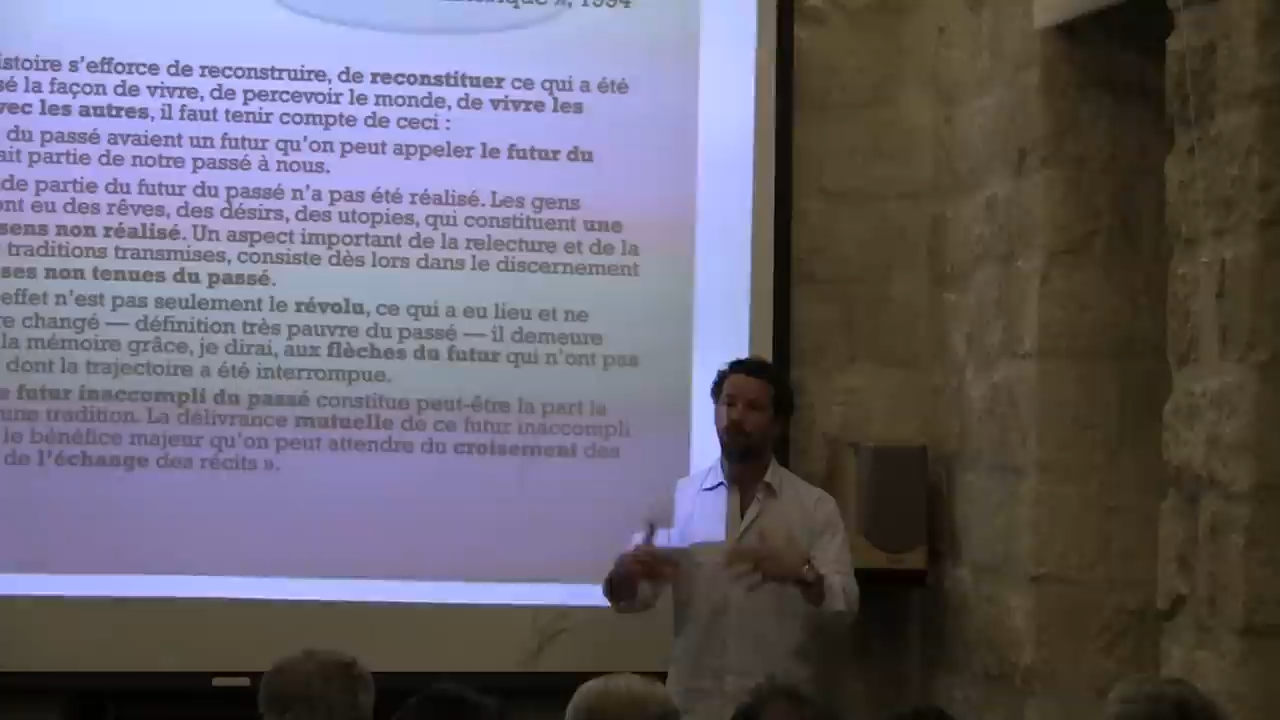 », 1994
istoire s'efforce de reconstruire, de reconstituer ce qui a été
sé la façon de vivre, de percevoir le monde, de vivre les
vec les autres, il faut tenir compte de ceci :
du passé avaient un futur qu'on peut appeler le futur du
ait partie de notre passé à nous.
de partie du futur du passé n'a pas été réalisé. Les gens
ont eu des rêves, des désirs, des utopies, qui constituent une
sens non réalisé. Un aspect important de la relecture et de la
traditions transmises, consiste dès lors dans le discernement
ses non tenues du passé.
effet n'est pas seulement le révolu, ce qui a eu lieu et ne
re changé — définition très pauvre du passé — il demeure
la mémoire grâce, je dirai, aux flèches du futur qui n'ont pas
dont la trajectoire a été interrompue.
e futur inaccompli du passé constitue peut-être la part la
une tradition. La délivrance mutuelle de ce futur inaccompli
le bénéfice majeur qu'on peut attendre du croisement des
de l'échange des récits ».